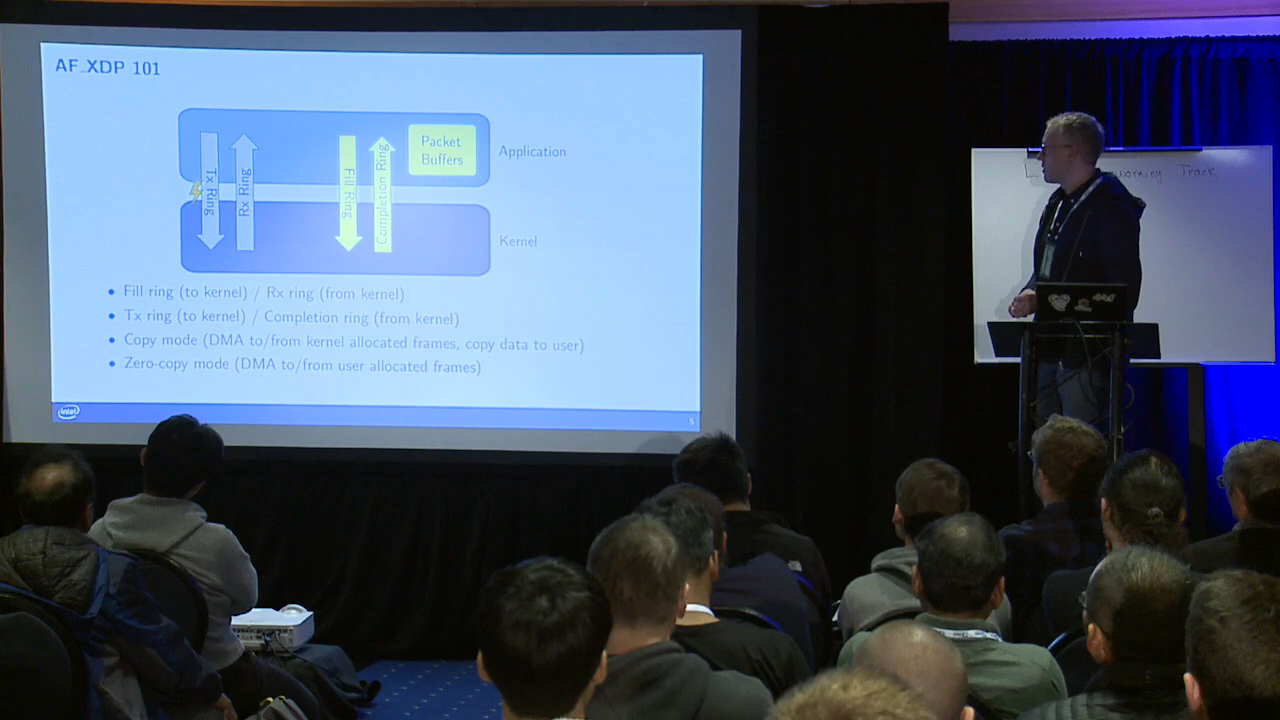 AF_XDP 101
Tx Ring
Rx Ring
Fill Ring
Completion Ring
Packet
Buffers
Application
Kernel
• Fill ring (to kernel) / Rx ring (from kernel)
• Tx ring (to kernel) / Completion ring (from kernel)
• Copy mode (DMA to/from kernel allocated frames, copy data to user)
• Zero-copy mode (DMA to/from user allocated frames)
intel
5
Track